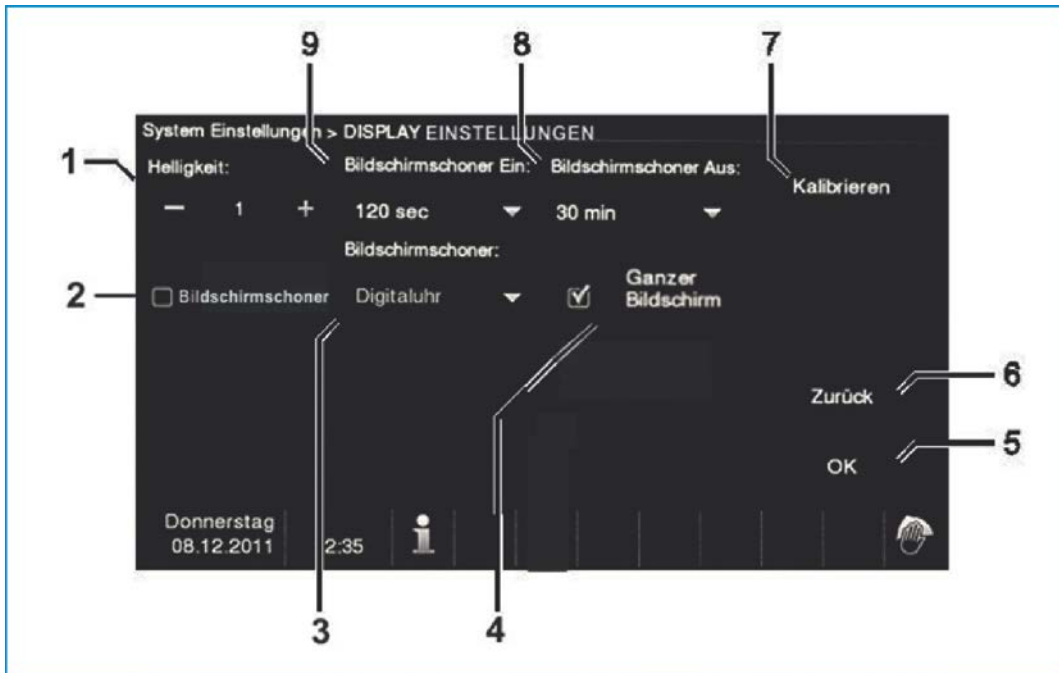 9 8 7
System Einstellungen > DISPLAY EINSTELLUNGEN
1
Helligkeit: Bildschirmschoner Ein: Bildschirmschoner Aus: Kalibrieren
− 1 + 120 sec 30 min
Bildschirmschoner:
2 Bildschirmschoner Digitaluhr Ganzer
Bildschirm
6
Zurück
5
OK
Donnerstag
08.12.2011 2:35 i
3 4